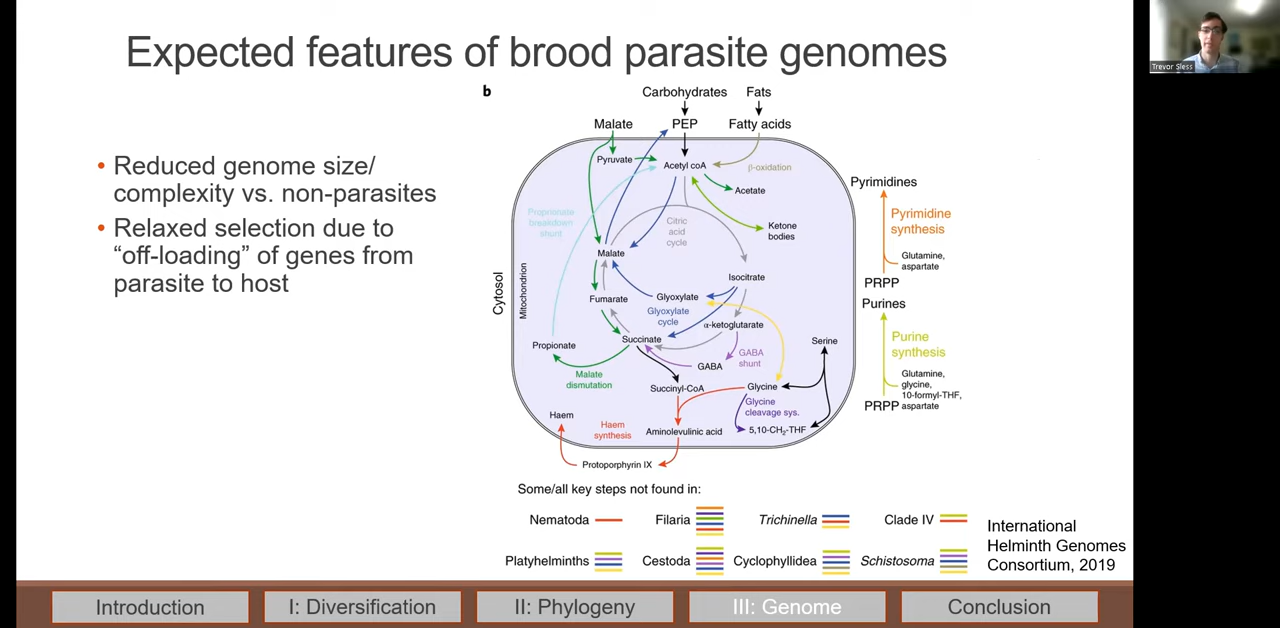 Expected features of brood parasite genomes
Trevor Sless
• Reduced genome size/
complexity vs. non-parasites
• Relaxed selection due to
“off-loading” of genes from
parasite to host
b
Carbohydrates
Fats
Malate
PEP
Fatty acids
Pyruvate
Acetyl coA
β-oxidation
Acetate
Propionate
breakdown
shunt
Citric
acid
cycle
Ketone
bodies
Malate
Isocitrate
Cytosol
Mitochondrion
Fumarate
Glyoxylate
Glyoxylate
cycle
α-ketoglutarate
Succinate
Propionate
GABA
shunt
GABA
Serine
Malate
dismutation
Succinyl-CoA
Glycine
Glycine
cleavage sys.
Haem
Haem
synthesis
Aminolevulinic acid
5,10-CH₂-THF
Protoporphyrin IX
Pyrimidines
Pyrimidine
synthesis
Glutamine,
aspartate
PRPP
Purines
Purine
synthesis
Glutamine,
glycine,
10-formyl-THF,
aspartate
PRPP
Some/all key steps not found in:
Nematoda
Filaria
Trichinella
Clade IV
Platyhelminths
Cestoda
Cyclophyllidea
Schistosoma
International
Helminth Genomes
Consortium, 2019
Introduction
I: Diversification
II: Phylogeny
III: Genome
Conclusion